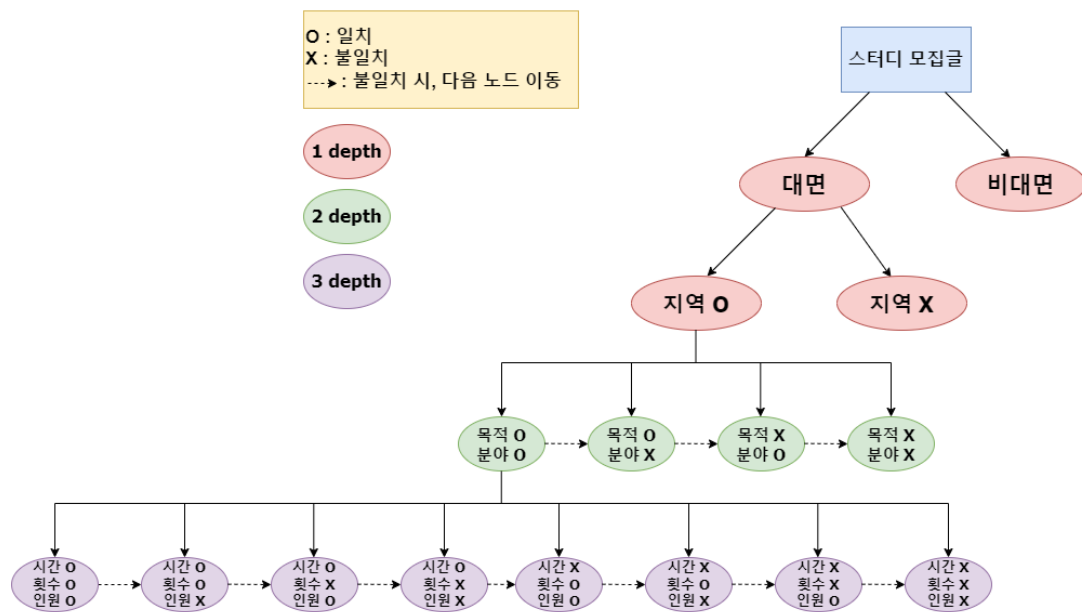 O : 일치
X : 불일치
: 불일치 시, 다음 노드 이동
스터디 모집글
1 depth
대면
비대면
2 depth
3 depth
지역 O
지역 X
목적 O
분야 O
목적 O
분야 X
목적 X
분야 O
목적 X
분야 X
시간 O
횟수 O
인원 O
시간 O
횟수 O
인원 X
시간 O
횟수 X
인원 O
시간 O
횟수 X
인원 X
시간 X
횟수 O
인원 O
시간 X
횟수 O
인원 X
시간 X
횟수 X
인원 O
시간 X
횟수 X
인원 X